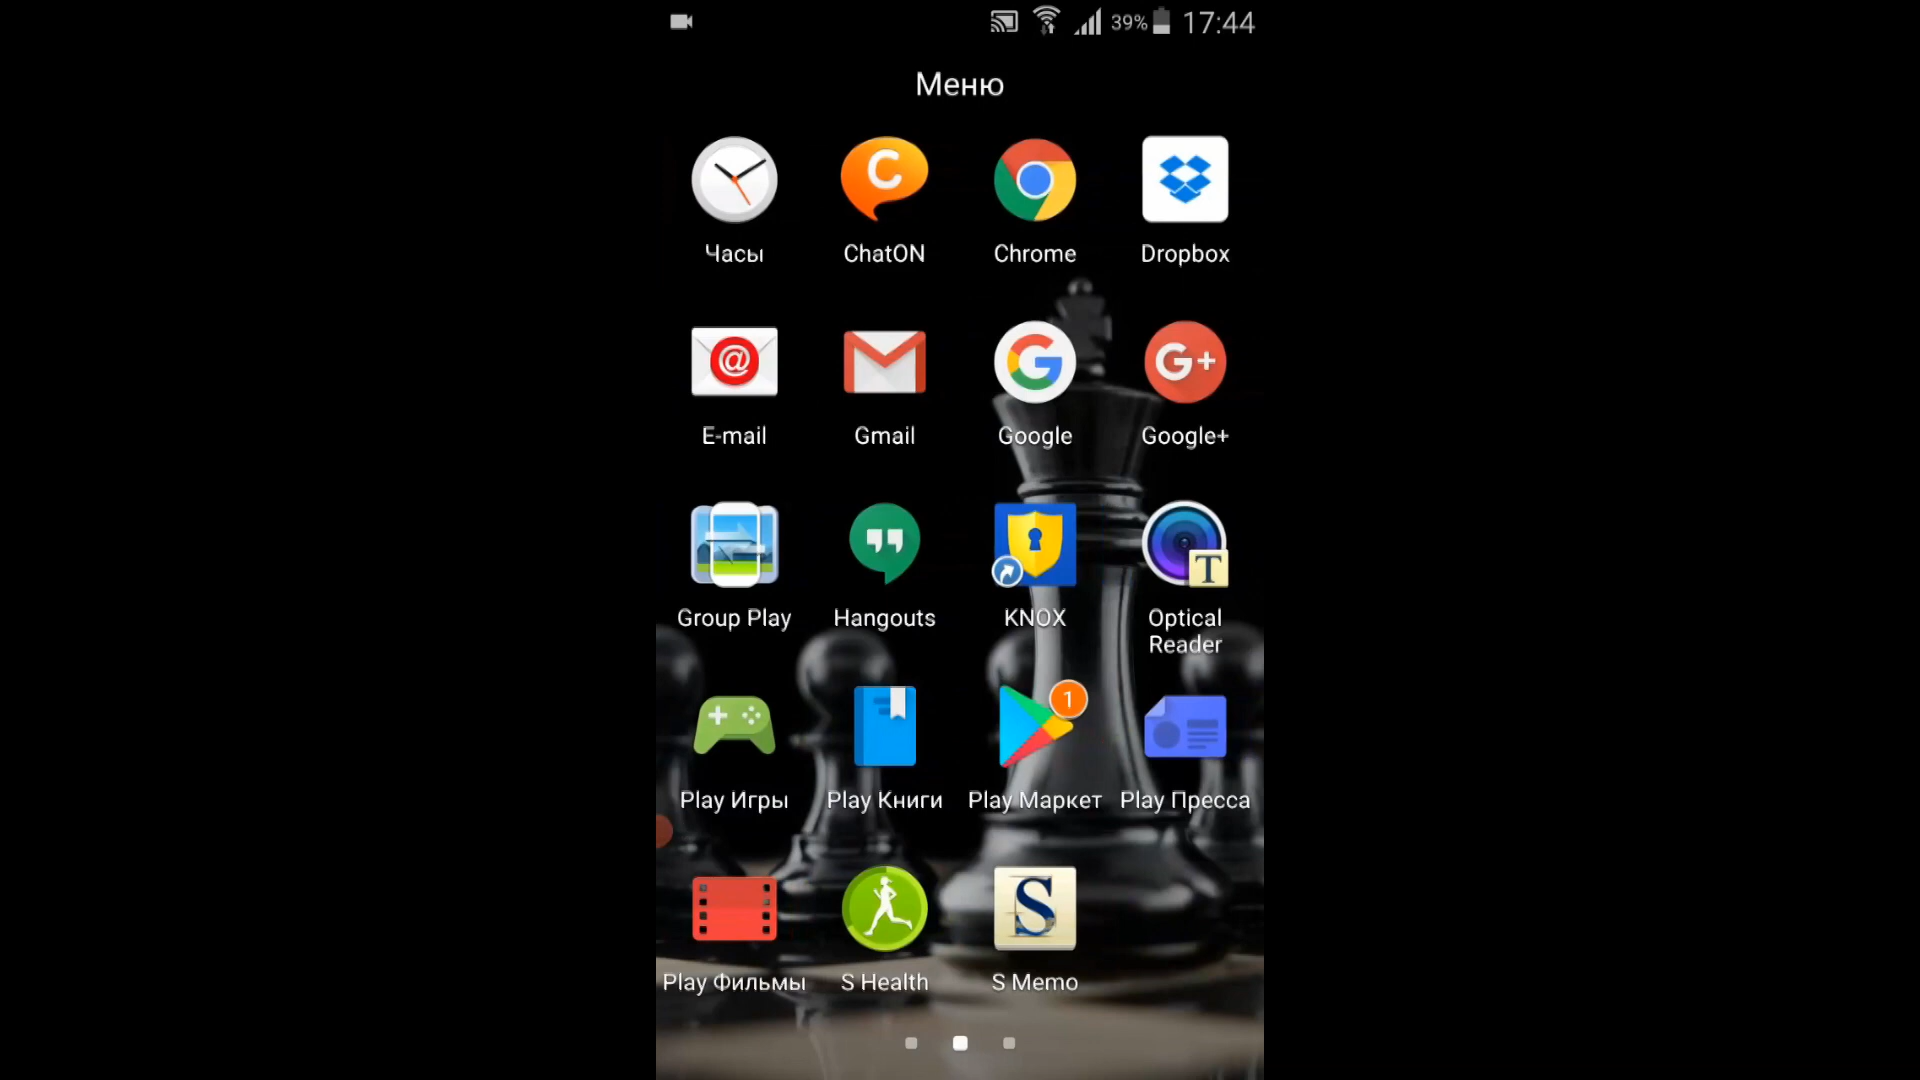 39% 17:44
Меню
Часы ChatON Chrome Dropbox
E-mail Gmail Google Google+
Group Play Hangouts KNOX Optical
Reader
1
Play Игры Play Книги Play Маркет Play Пресса
Play Фильмы S Health S Memo